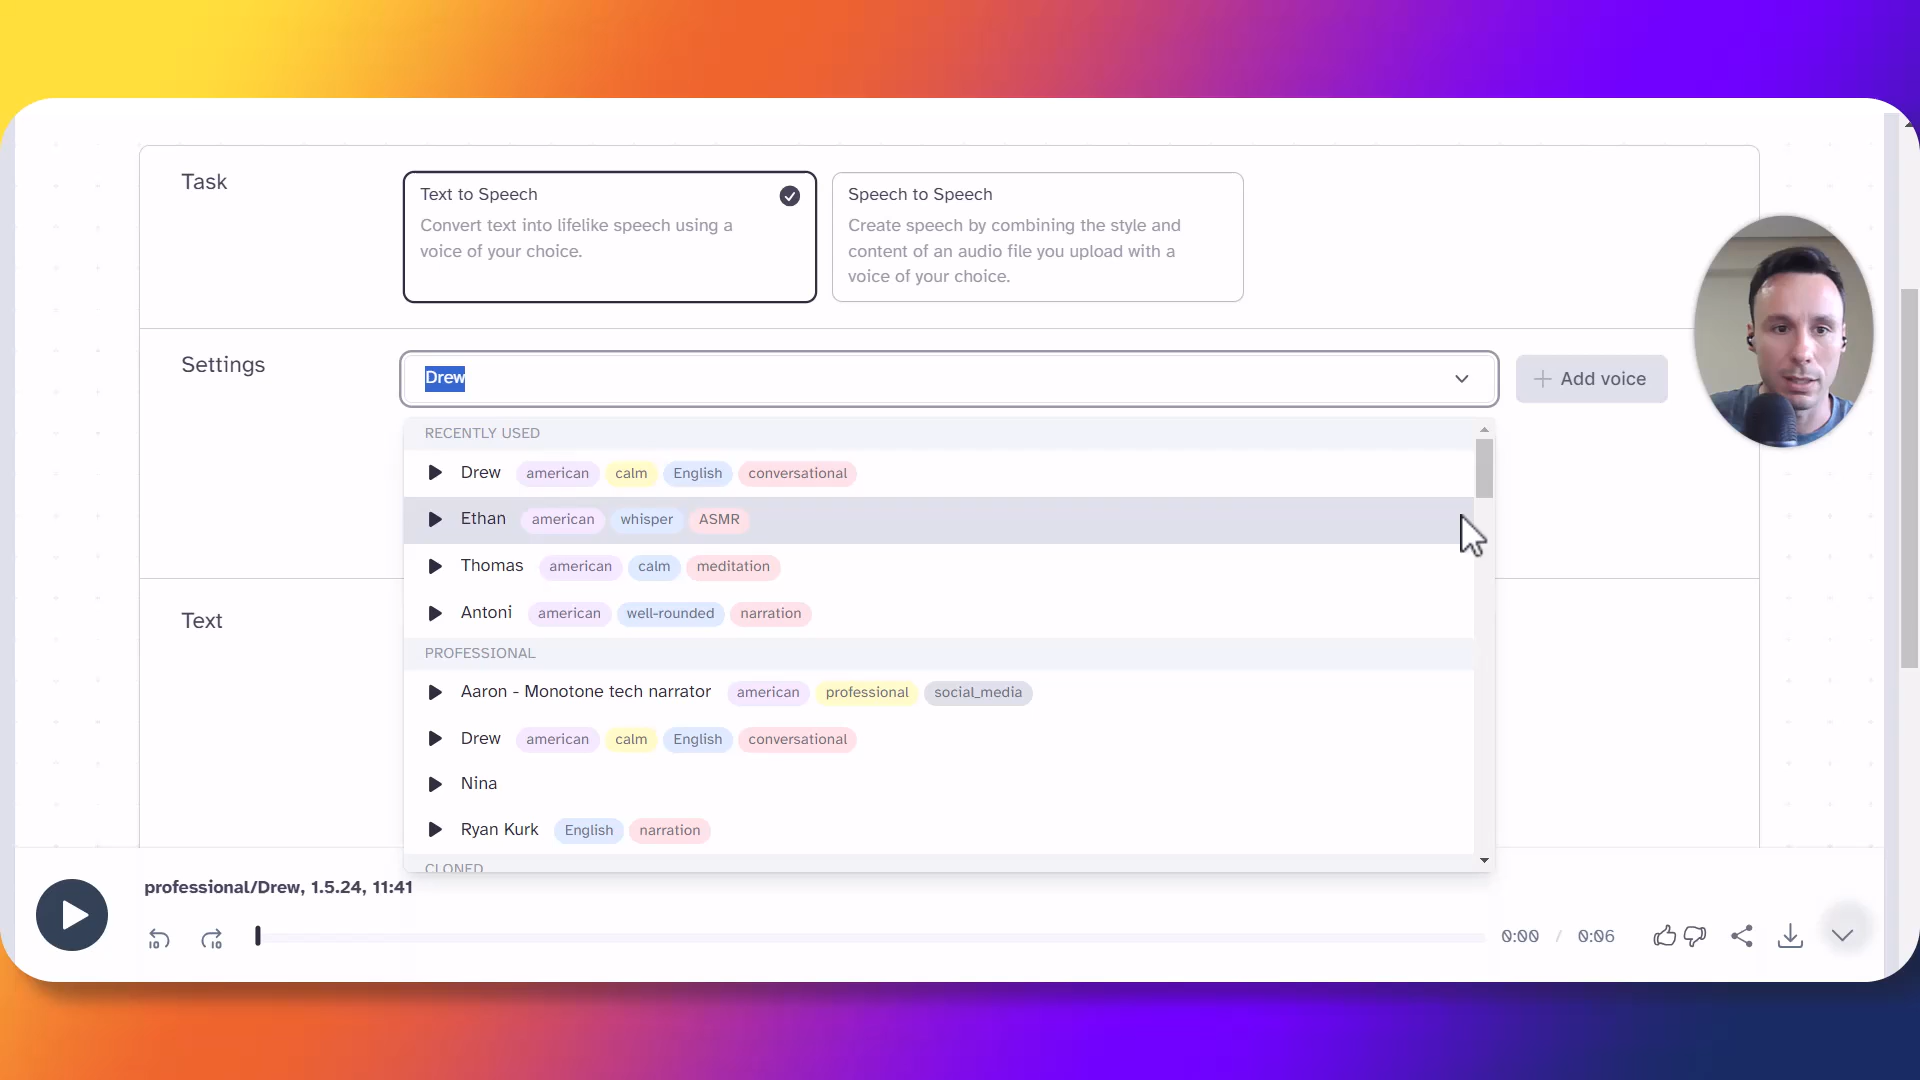 Task
Text to Speech
Convert text into lifelike speech using a
voice of your choice.
Speech to Speech
Create speech by combining the style and
content of an audio file you upload with a
voice of your choice.
Settings
Drew
Add voice
RECENTLY USED
Drew american calm English conversational
Ethan american whisper ASMR
Thomas american calm meditation
Antoni american well-rounded narration
PROFESSIONAL
Aaron - Monotone tech narrator american professional social_media
Drew american calm English conversational
Nina
Ryan Kurk English narration
CLONED
Text
professional/Drew, 1.5.24, 11:41
10 10
0:00 / 0:06